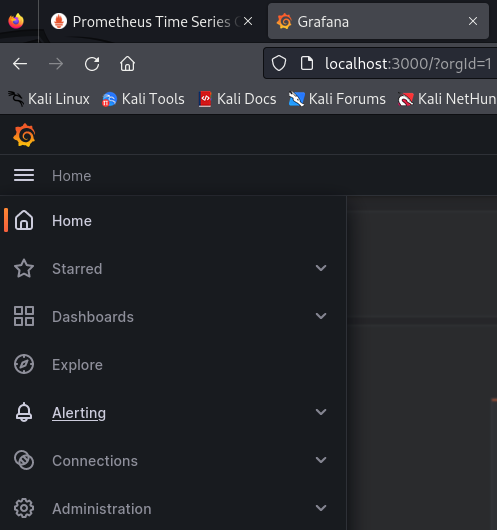 Prometheus Time Series
Grafana
localhost:3000/?orgId=1
Kali Linux Kali Tools Kali Docs Kali Forums Kali NetHun
Home
Home
Starred
Dashboards
Explore
Alerting
Connections
Administration